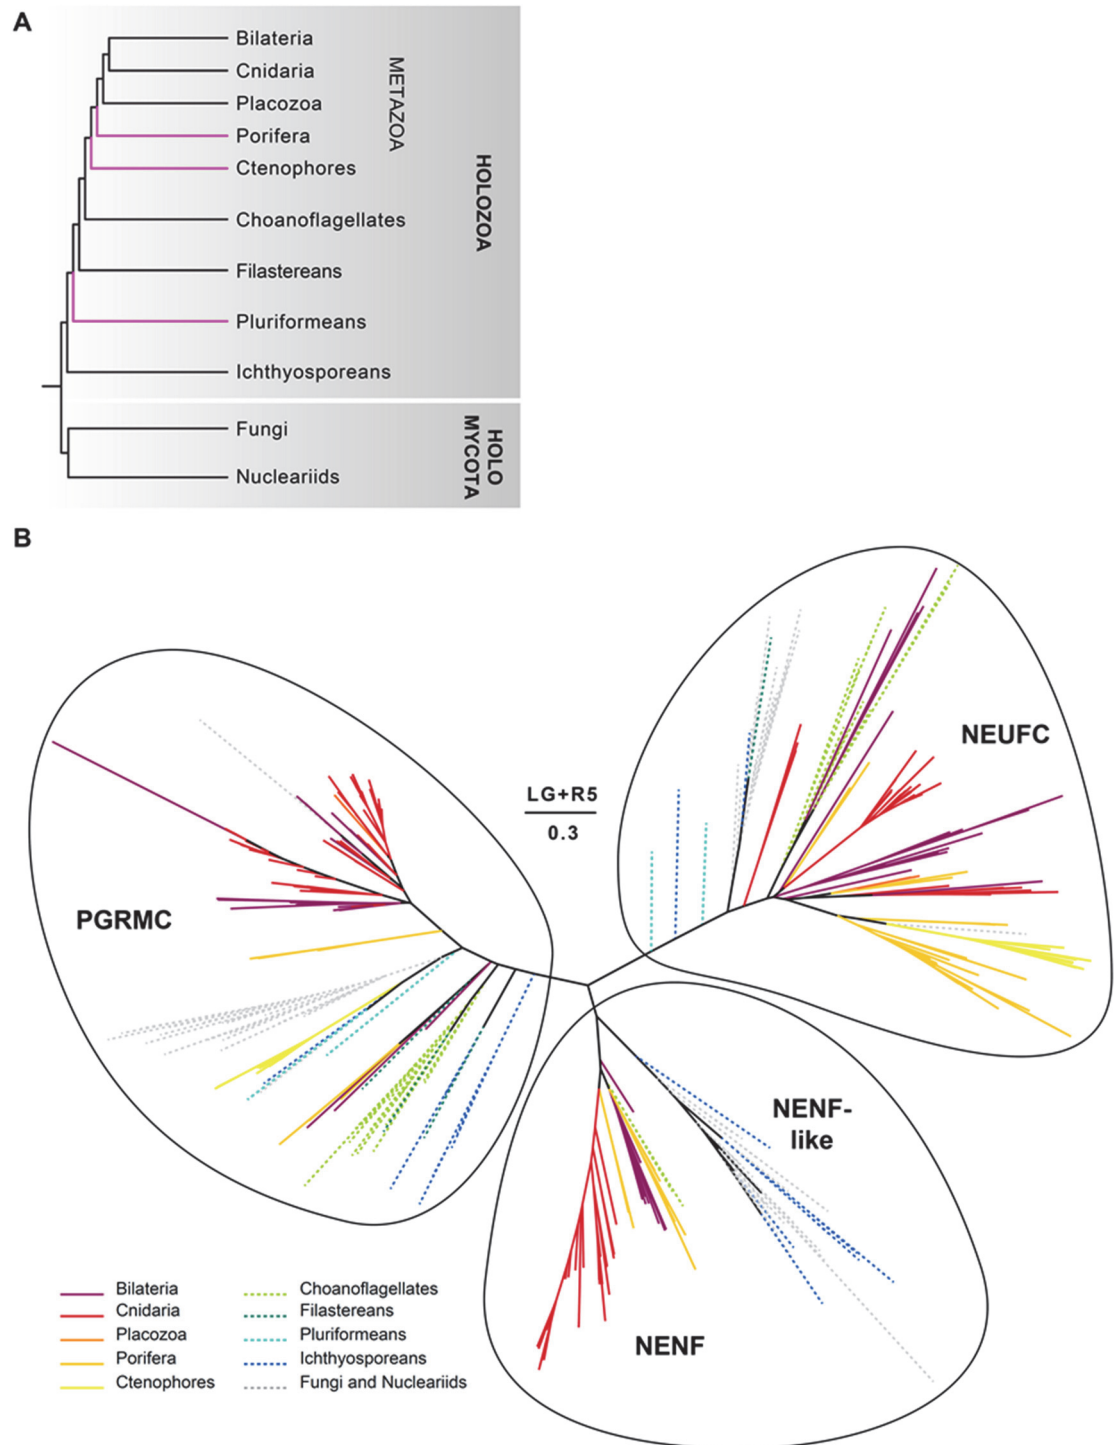 A
Bilateria
Cnidaria
Placozoa
Porifera
Ctenophores
Choanoflagellates
Filastereans
Pluriformeans
Ichthyosporeans
Fungi
Nucleariids
METAZOA
HOLOZOA
HOLO
MYCOTA
B
NEUFC
LG+R5
0.3
PGRMC
NENF-
like
NENF
Bilateria
Cnidaria
Placozoa
Porifera
Ctenophores
Choanoflagellates
Filastereans
Pluriformeans
Ichthyosporeans
Fungi and Nucleariids